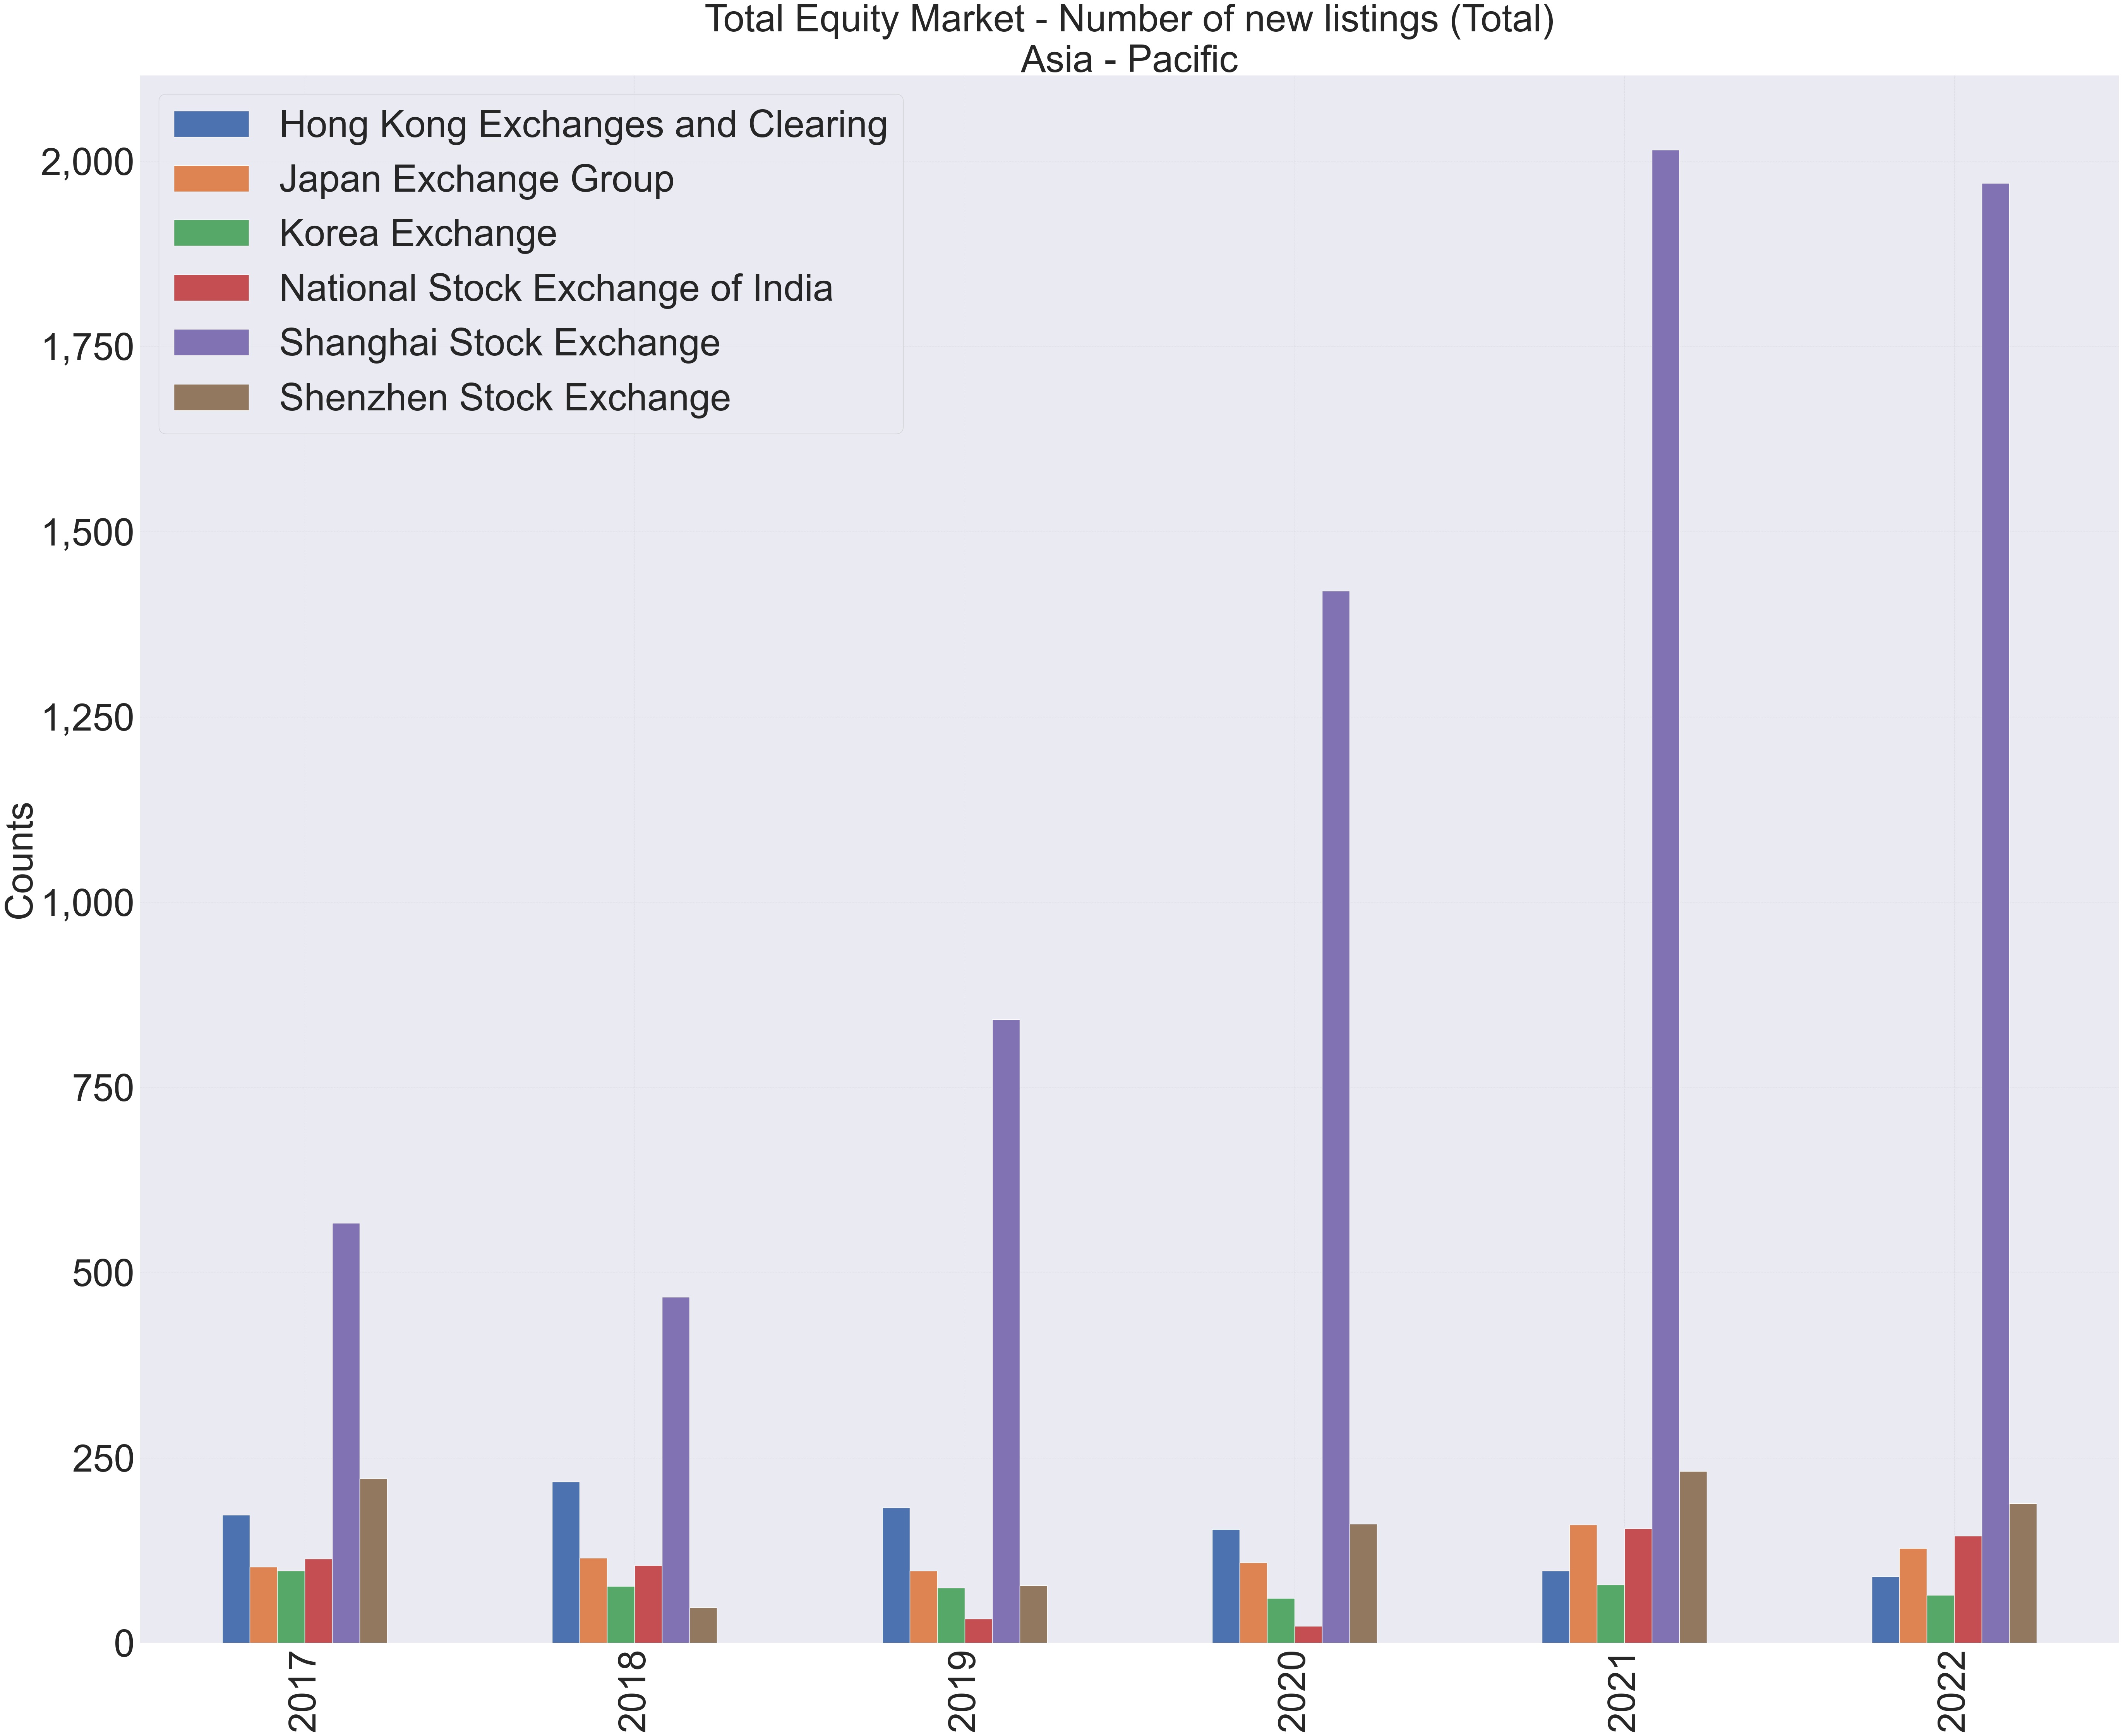 Total Equity Market - Number of new listings (Total)
Asia - Pacific
Hong Kong Exchanges and Clearing
Japan Exchange Group
Korea Exchange
National Stock Exchange of India
Shanghai Stock Exchange
Shenzhen Stock Exchange
Counts
2,000
1,750
1,500
1,250
1,000
750
500
250
0
2017
2018
2019
2020
2021
2022